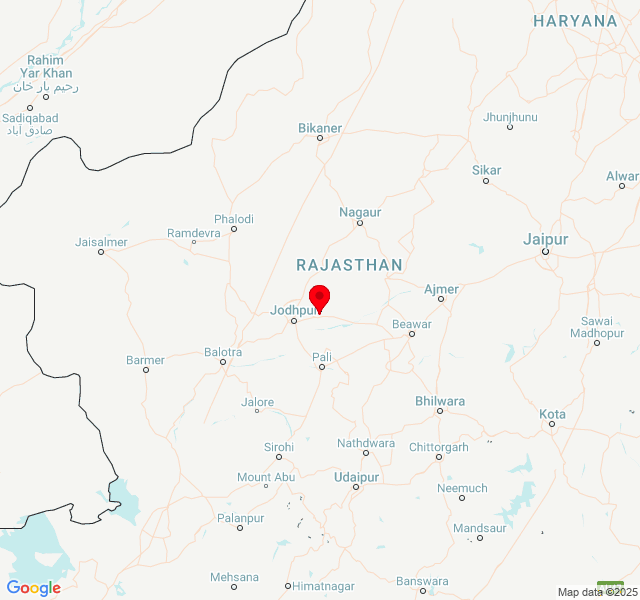 HARYANA
Rahim
Yar Khan
رحیم یار خان
Sadiqabad
صادق آباد
Bikaner
Jhunjhunu
Sikar
Alwar
Nagaur
Phalodi
Ramdevra
Jaisalmer
Jaipur
RAJASTHAN
Ajmer
Jodhpur
Beawar
Sawai
Madhopur
Balotra
Pali
Barmer
Jalore
Bhilwara
Kota
Sirohi
Nathdwara
Chittorgarh
Mount Abu
Udaipur
Neemuch
Palanpur
Mandsaur
Mehsana
Himatnagar
Banswara
Google
Map data ©2025